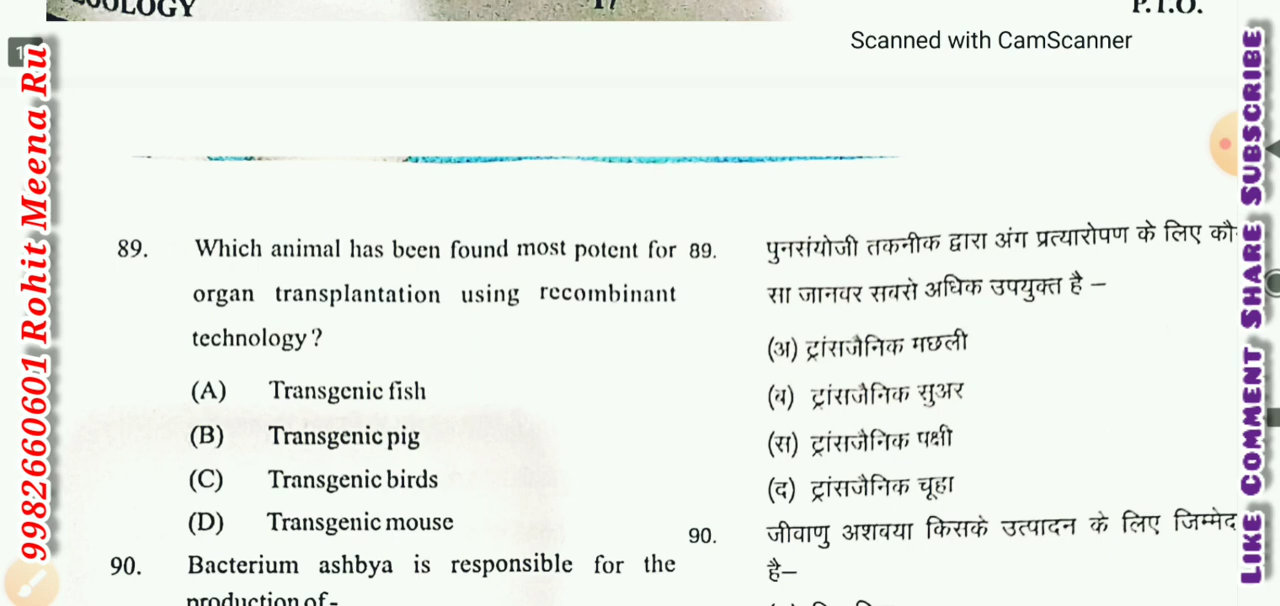 17
P.T.O.
Scanned with CamScanner
9982660601 Rohit Meena Ru
LIKE COMMENT SHARE SUBSCRIBE
89. Which animal has been found most potent for
organ transplantation using recombinant
technology?
(A) Transgenic fish
(B) Transgenic pig
(C) Transgenic birds
(D) Transgenic mouse
90. Bacterium ashbya is responsible for the
production of-
89. पुनसंयोजी तकनीक द्वारा अंग प्रत्यारोपण के लिए
सा जानवर सबसे अधिक उपयुक्त है –
(अ) ट्रांसजैनिक मछली
(ब) ट्रांसजैनिक सुअर
(स) ट्रांसजैनिक पक्षी
(द) ट्रांसजैनिक चूहा
90. जीवाणु अशबया किसके उत्पादन के लिए
है–